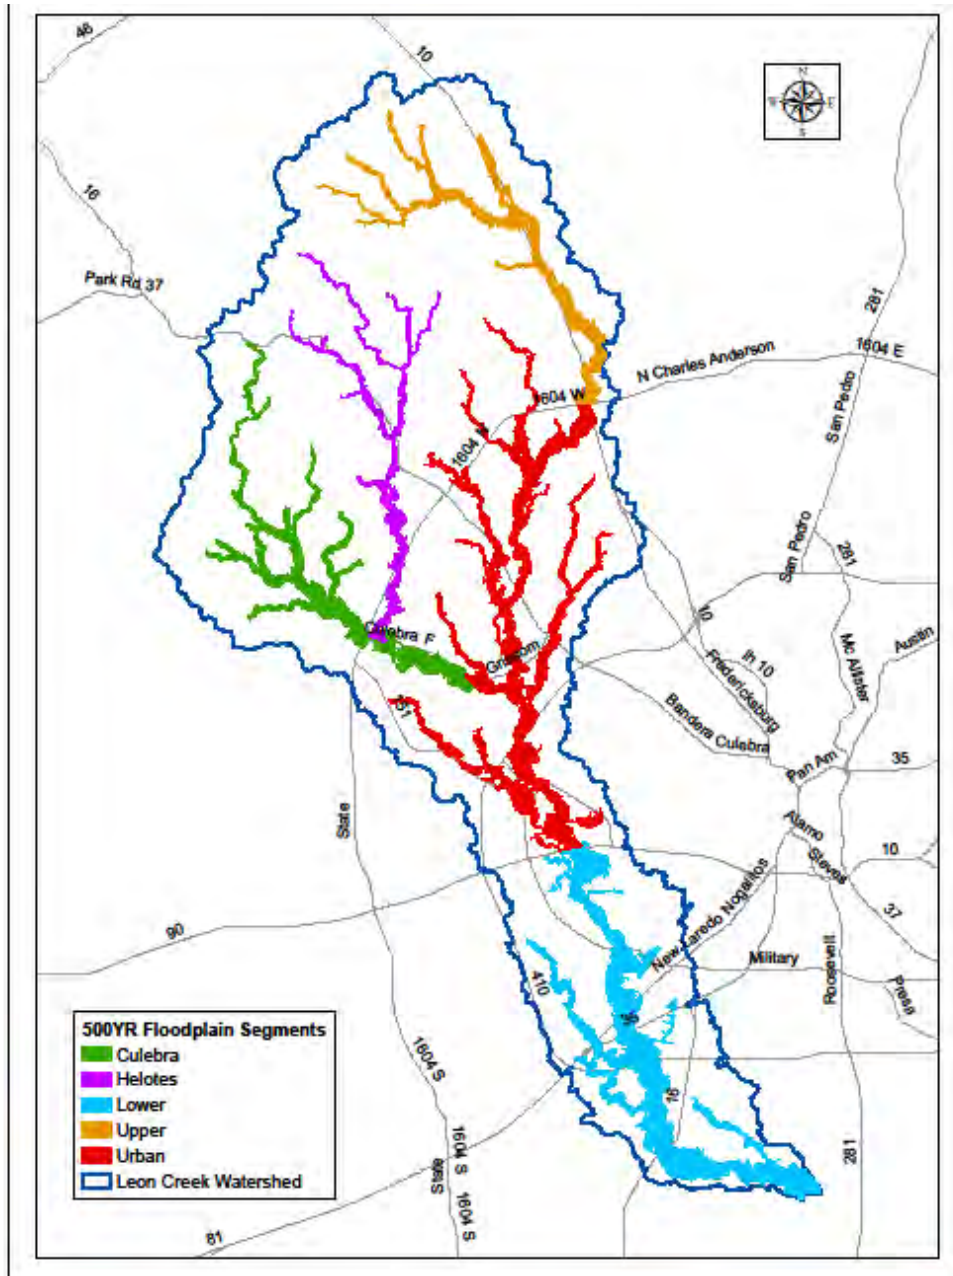 46
10
N
W
E
S
16
Park Rd 37
281
1604 E
N Charles Anderson
1604 W
San Pedro
1604 N
San Pedro
281
10
Culebra F
Mc Allister
Austin
Ih 10
Fredericksburg
151
Bandera Culebra
Pan Am
35
State
Alamo
Steves
10
90
New Laredo Nogalitos
37
Military
Roosevelt
Presa
410
16
1604 S
16
281
State
1604 S
1604 S
81
500YR Floodplain Segments
Culebra
Helotes
Lower
Upper
Urban
Leon Creek Watershed